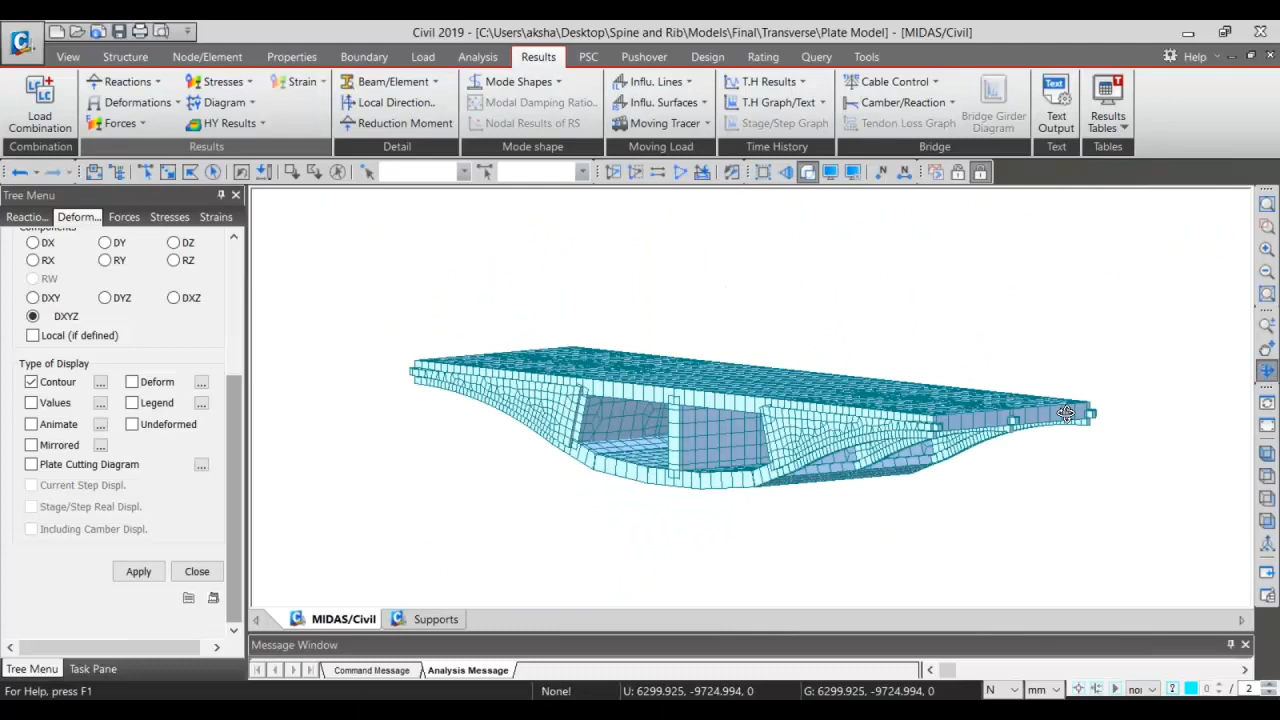 Civil 2019 - [C:\Users\aksha\Desktop\Spine and Rib\Models\Final\Transverse\Plate Model] - [MIDAS/Civil]
View Structure Node/Element Properties Boundary Load Analysis Results PSC Pushover Design Rating Query Tools Help
Reactions Stresses Strain Beam/Element Mode Shapes Influ. Lines T.H Results Cable Control
Load Combination Deformations Diagram Local Direction.. Modal Damping Ratio.. Influ. Surfaces T.H Graph/Text Camber/Reaction Bridge Girder Diagram Text Output Results Tables
Forces HY Results Reaction Moment Nodal Results of RS Moving Tracer Stage/Step Graph Tendon Loss Graph
Combination Results Detail Mode shape Moving Load Time History Bridge Text Tables
Tree Menu
Reactio... Deform... Forces Stresses Strains
Components
DX DY DZ
RX RY RZ
RW
DXY DYZ DXZ
DXYZ
Local (if defined)
Type of Display
Contour ... Deform ...
Values ... Legend ...
Animate ... Undeformed
Mirrored ...
Plate Cutting Diagram ...
Current Step Displ.
Stage/Step Real Displ.
Including Camber Displ.
Apply Close
MIDAS/Civil Supports
Message Window
Tree Menu Task Pane Command Message Analysis Message
For Help, press F1 None! U: 6299.925, -9724.994, 0 G: 6299.925, -9724.994, 0 N mm nor 0 / 2